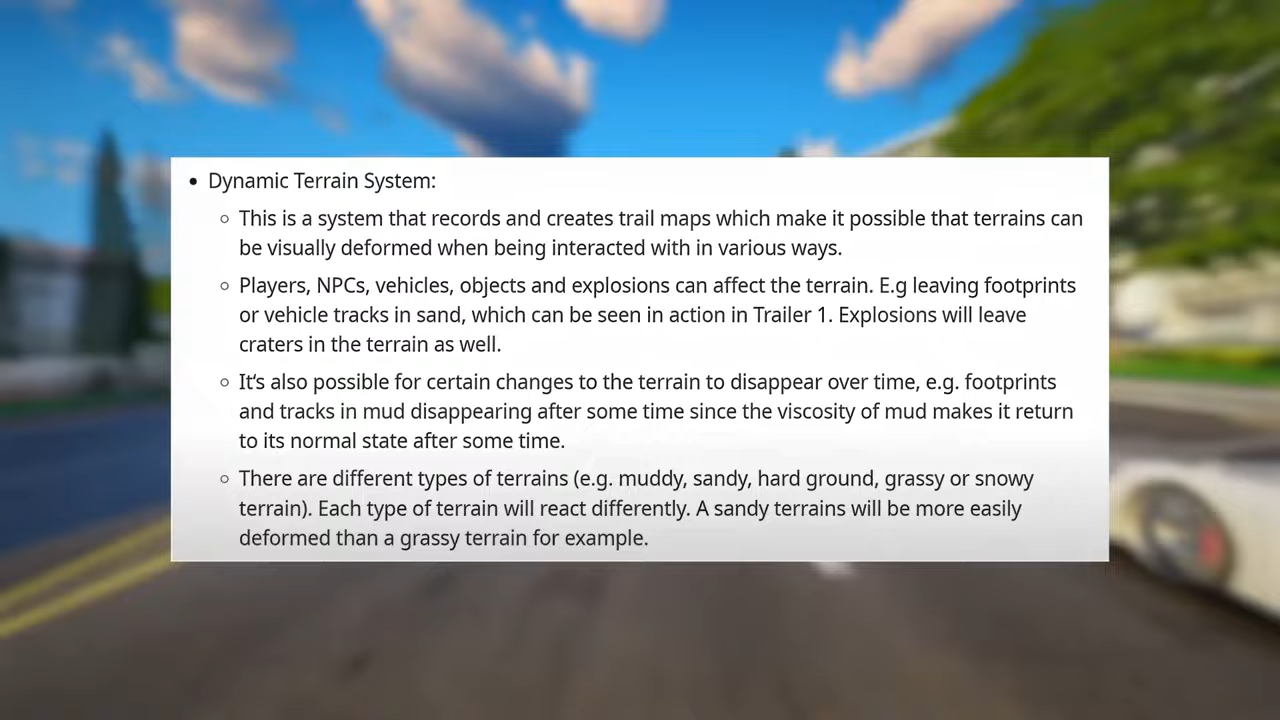 • Dynamic Terrain System:
○ This is a system that records and creates trail maps which make it possible that terrains can
be visually deformed when being interacted with in various ways.
○ Players, NPCs, vehicles, objects and explosions can affect the terrain. E.g leaving footprints
or vehicle tracks in sand, which can be seen in action in Trailer 1. Explosions will leave
craters in the terrain as well.
○ It‘s also possible for certain changes to the terrain to disappear over time, e.g. footprints
and tracks in mud disappearing after some time since the viscosity of mud makes it return
to its normal state after some time.
○ There are different types of terrains (e.g. muddy, sandy, hard ground, grassy or snowy
terrain). Each type of terrain will react differently. A sandy terrains will be more easily
deformed than a grassy terrain for example.